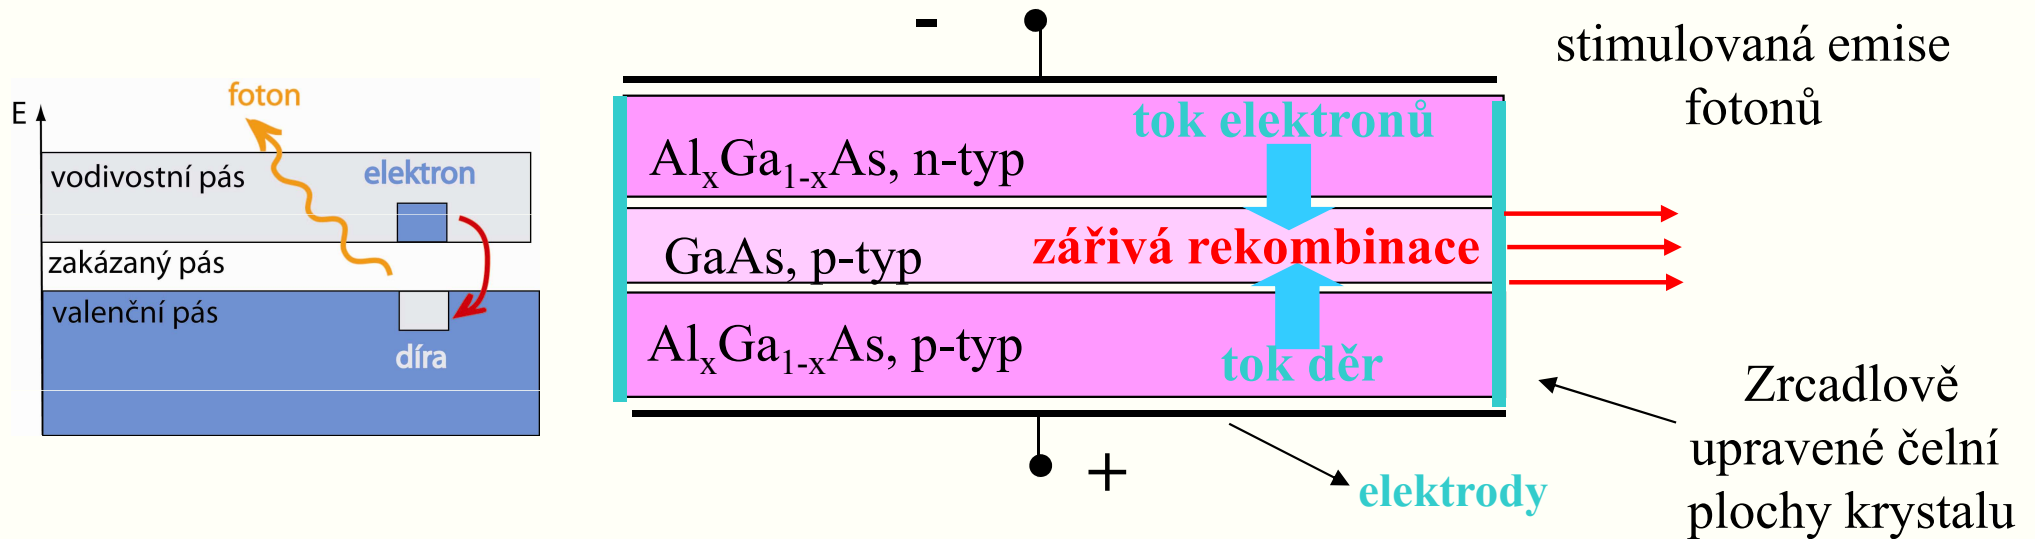 E
foton
vodivostní pás
elektron
zakázaný pás
valenční pás
díra
-
tok elektronů
AlₓGa₁₋ₓAs, n-typ
GaAs, p-typ
zářivá rekombinace
AlₓGa₁₋ₓAs, p-typ
tok děr
+
elektrody
stimulovaná emise
fotonů
Zrcadlově
upravené čelní
plochy krystalu